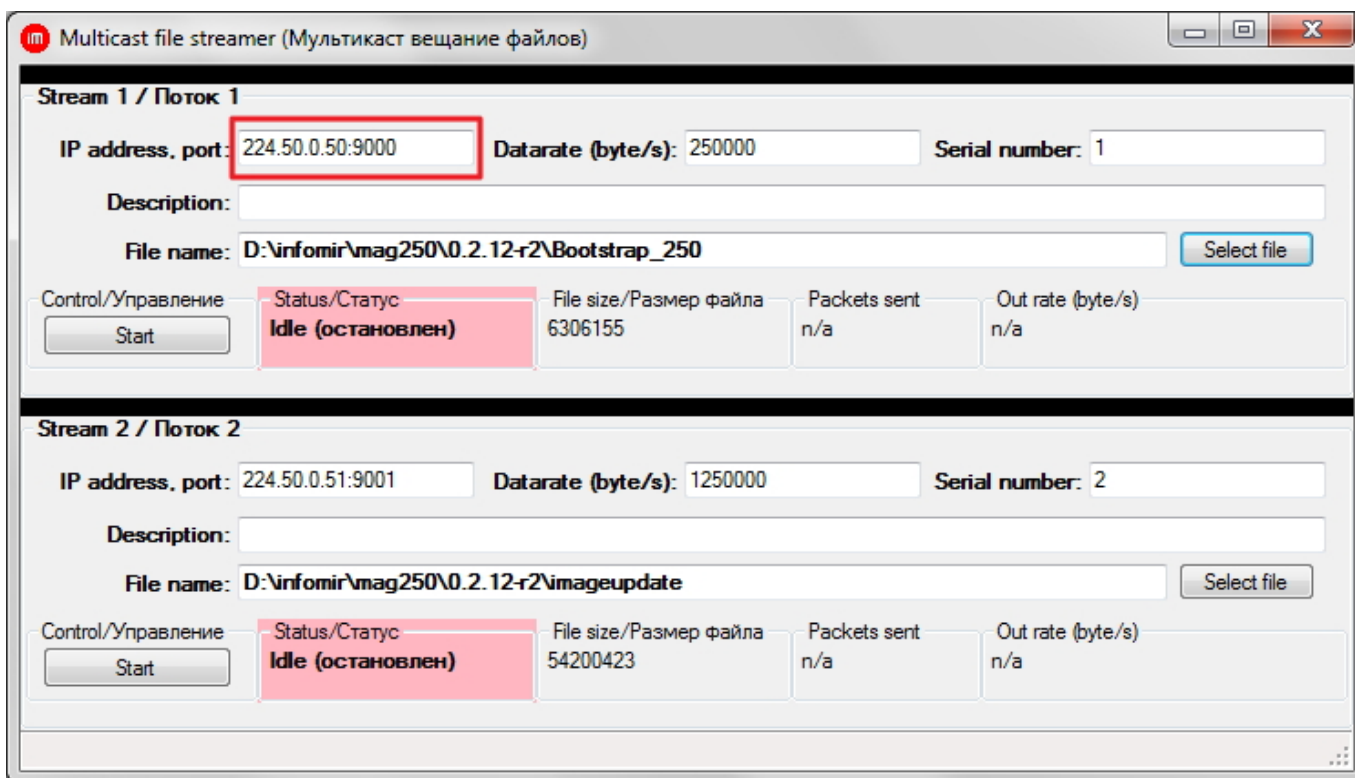 im Multicast file streamer (Мультикаст вещание файлов)
Stream 1 / Поток 1
IP address, port: 224.50.0.50:9000 Datarate (byte/s): 250000 Serial number: 1
Description:
File name: D:\infomir\mag250\0.2.12-r2\Bootstrap_250 Select file
Control/Управление Status/Статус File size/Размер файла Packets sent Out rate (byte/s)
Start Idle (остановлен) 6306155 n/a n/a
Stream 2 / Поток 2
IP address, port: 224.50.0.51:9001 Datarate (byte/s): 1250000 Serial number: 2
Description:
File name: D:\infomir\mag250\0.2.12-r2\imageupdate Select file
Control/Управление Status/Статус File size/Размер файла Packets sent Out rate (byte/s)
Start Idle (остановлен) 54200423 n/a n/a